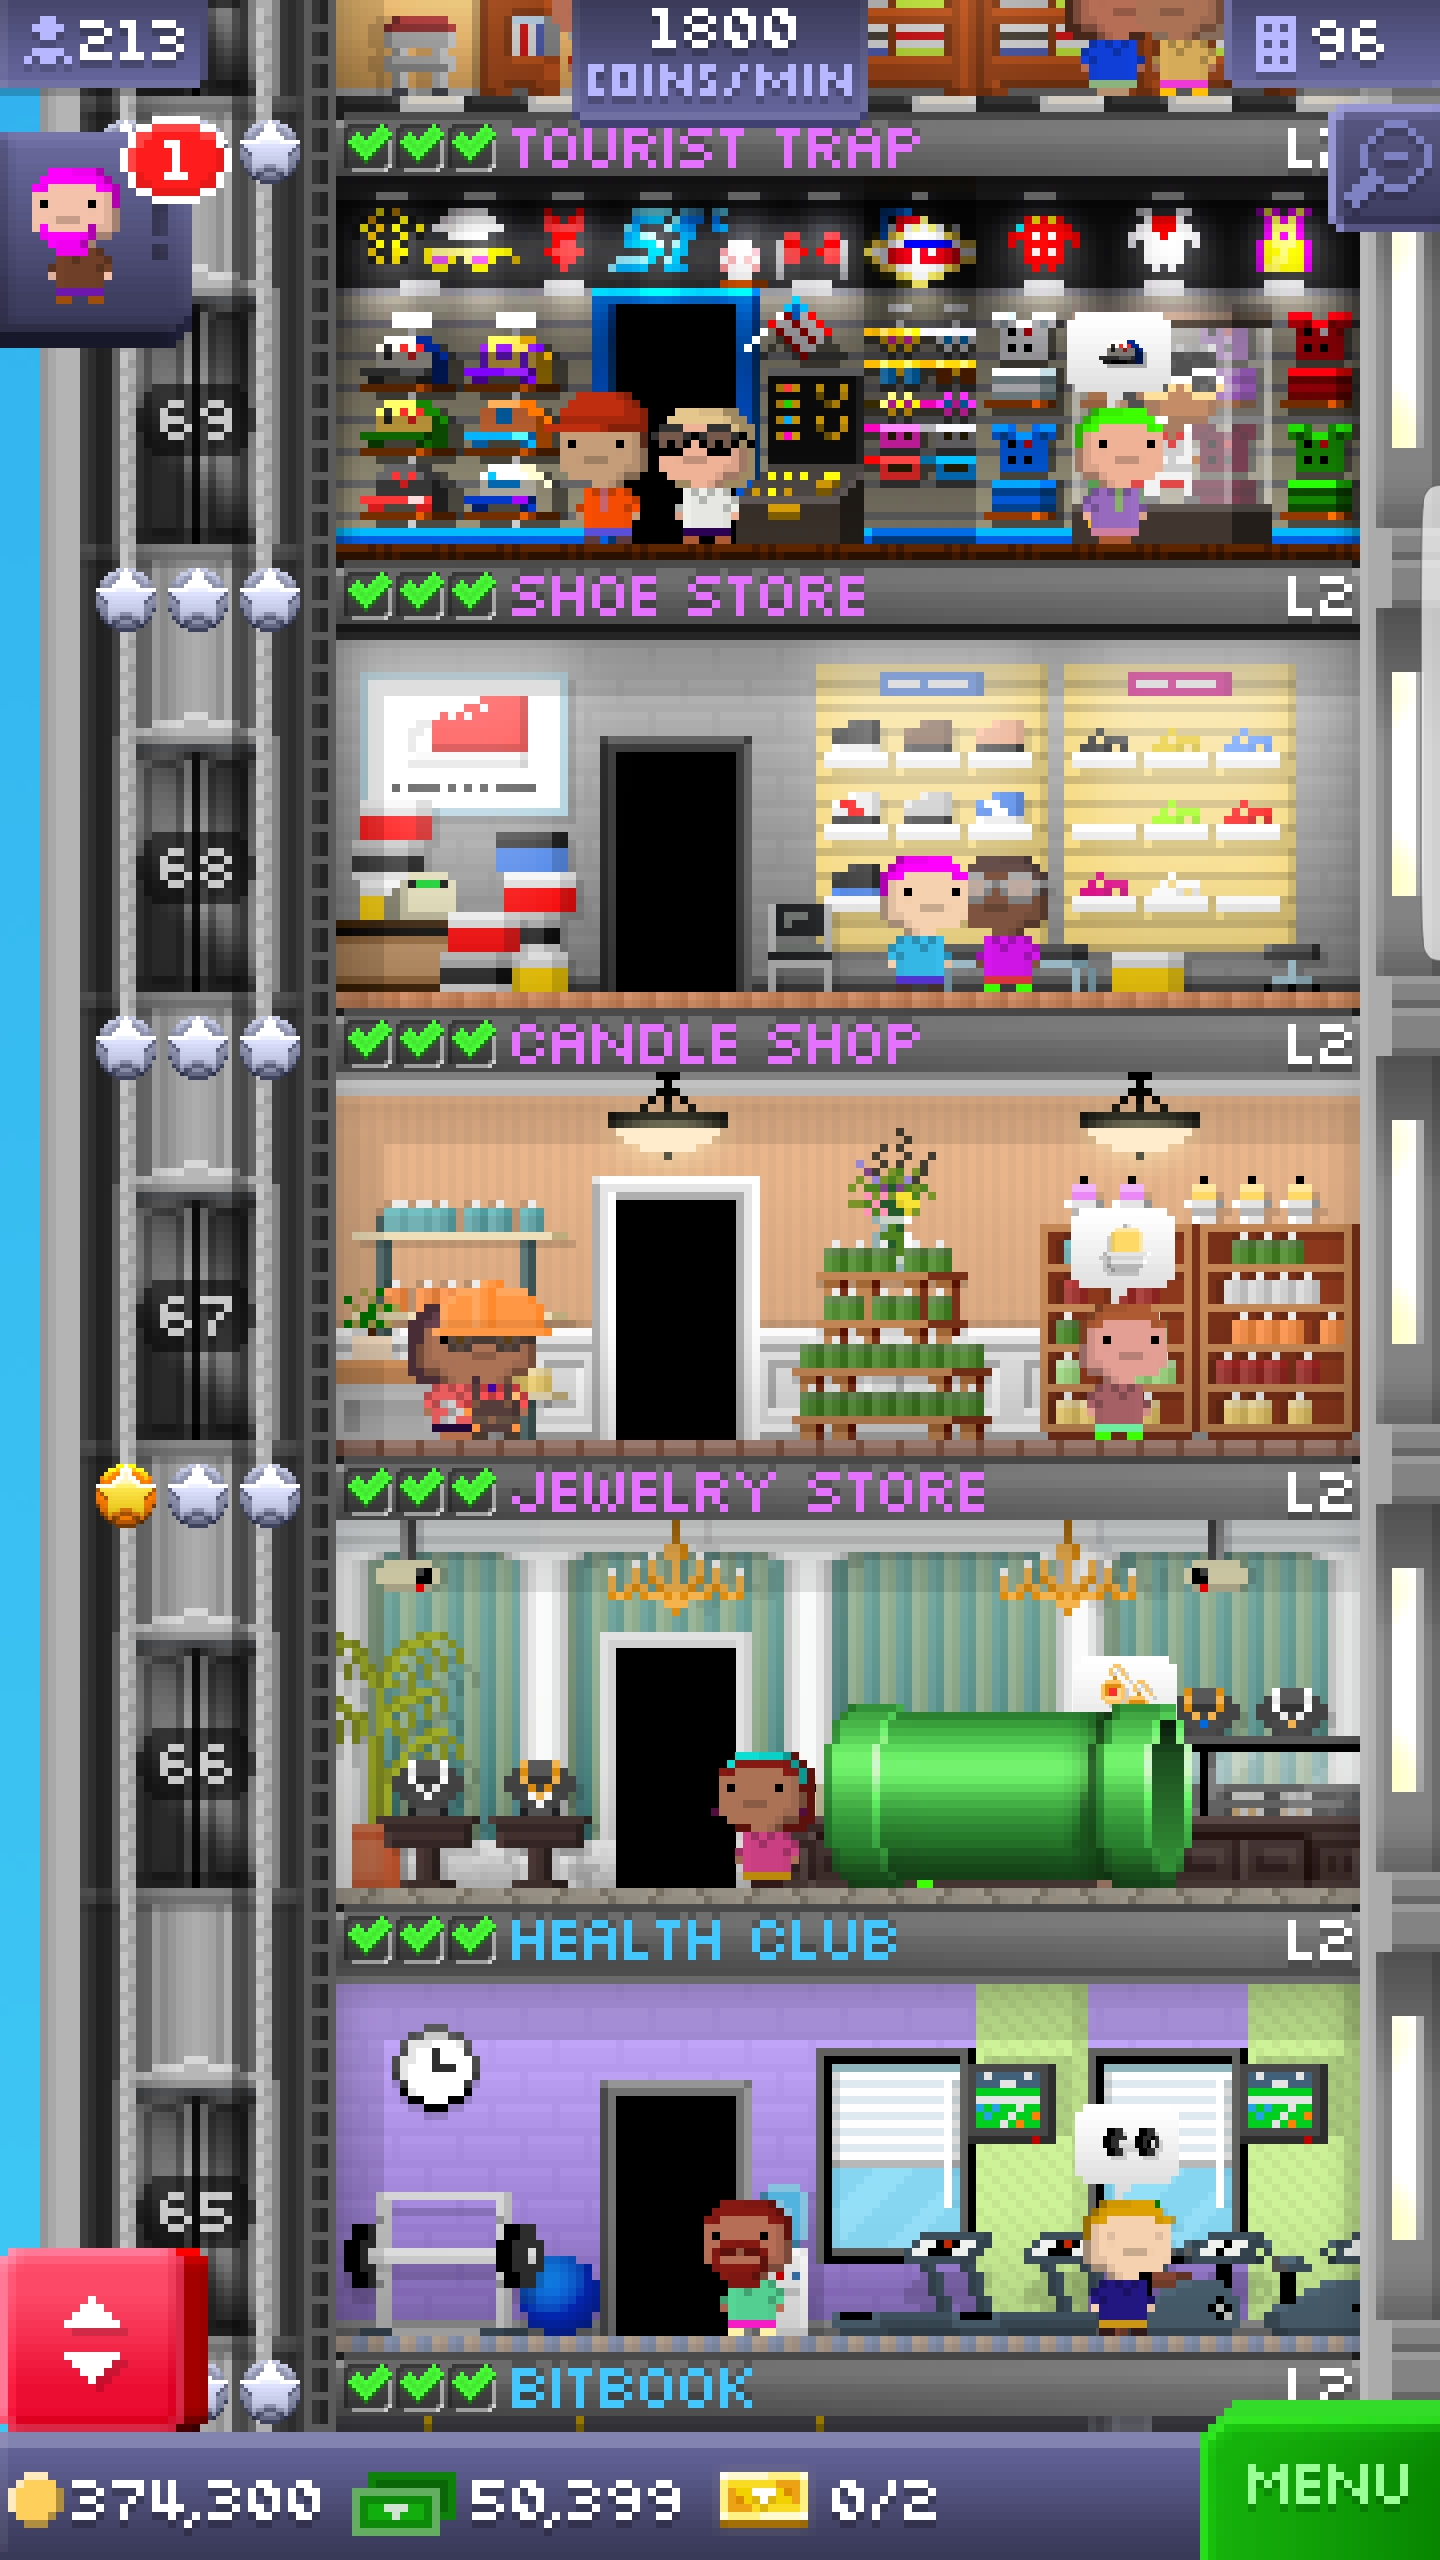 213
1800
COINS/MIN
96
1
TOURIST TRAP
69
SHOE STORE L2
68
CANDLE SHOP L2
67
JEWELRY STORE L2
66
HEALTH CLUB L2
65
BITBOOK L2
374,300 50,399 0/2
MENU